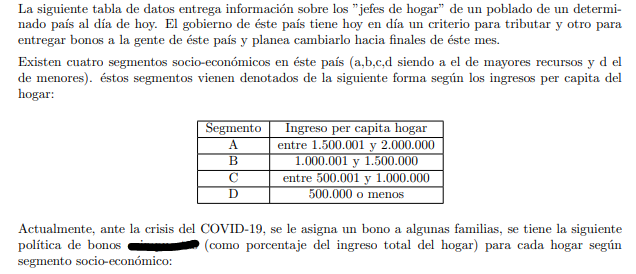 La siguiente tabla de datos entrega información sobre los ”jefes de hogar” de un poblado de un determi-
nado país al día de hoy. El gobierno de éste país tiene hoy en día un criterio para tributar y otro para
entregar bonos a la gente de éste país y planea cambiarlo hacia finales de éste mes.
Existen cuatro segmentos socio-económicos en éste país (a,b,c,d siendo a el de mayores recursos y d el
de menores). éstos segmentos vienen denotados de la siguiente forma según los ingresos per capita del
hogar:
Segmento Ingreso per capita hogar
A entre 1.500.001 y 2.000.000
B 1.000.001 y 1.500.000
C entre 500.001 y 1.000.000
D 500.000 o menos
Actualmente, ante la crisis del COVID-19, se le asigna un bono a algunas familias, se tiene la siguiente
política de bonos (como porcentaje del ingreso total del hogar) para cada hogar según
segmento socio-económico: